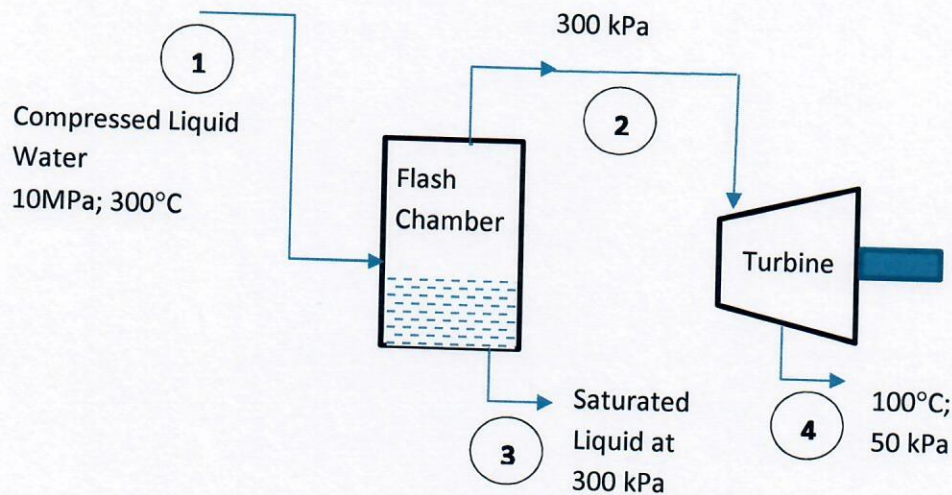 1
Compressed Liquid
Water
10MPa; 300°C
300 kPa
2
Flash
Chamber
Turbine
3
Saturated
Liquid at
300 kPa
4
100°C;
50 kPa